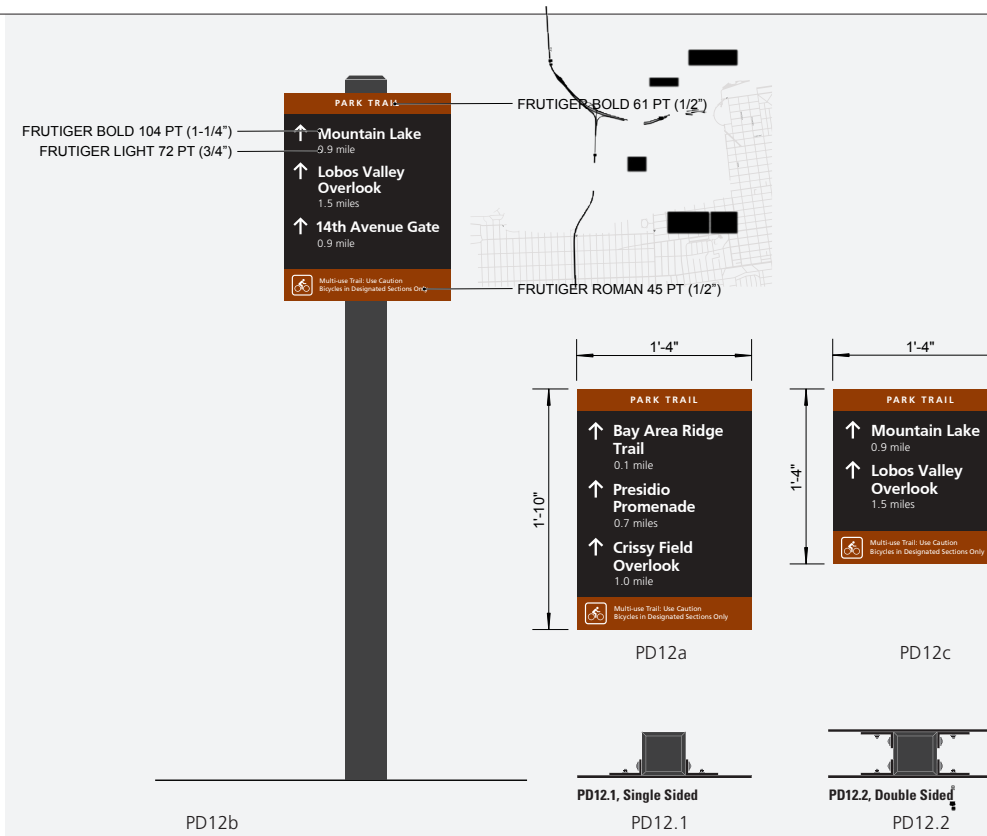 PARK TRAIL
FRUTIGER BOLD 61 PT (1/2”)
FRUTIGER BOLD 104 PT (1-1/4”)
Mountain Lake
FRUTIGER LIGHT 72 PT (3/4”)
0.9 mile
Lobos Valley
Overlook
1.5 miles
14th Avenue Gate
0.9 mile
Multi-use Trail: Use Caution
Bicycles in Designated Sections Only
FRUTIGER ROMAN 45 PT (1/2”)
PD12b
1'-4"
1'-10"
PARK TRAIL
Bay Area Ridge
Trail
0.1 mile
Presidio
Promenade
0.7 miles
Crissy Field
Overlook
1.0 mile
Multi-use Trail: Use Caution
Bicycles in Designated Sections Only
PD12a
1'-4"
1'-4"
PARK TRAIL
Mountain Lake
0.9 mile
Lobos Valley
Overlook
1.5 miles
Multi-use Trail: Use Caution
Bicycles in Designated Sections Only
PD12c
PD12.1, Single Sided
PD12.1
PD12.2, Double Sided
PD12.2